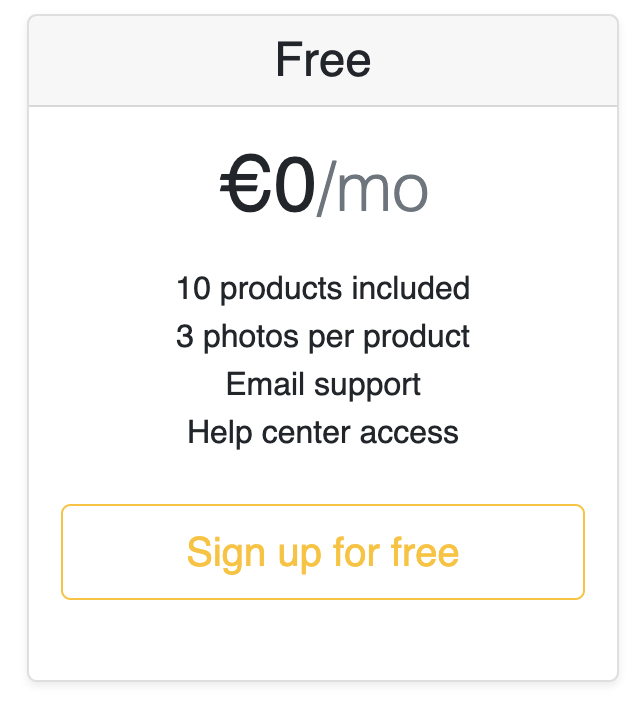 Free
€0/mo
10 products included
3 photos per product
Email support
Help center access
Sign up for free